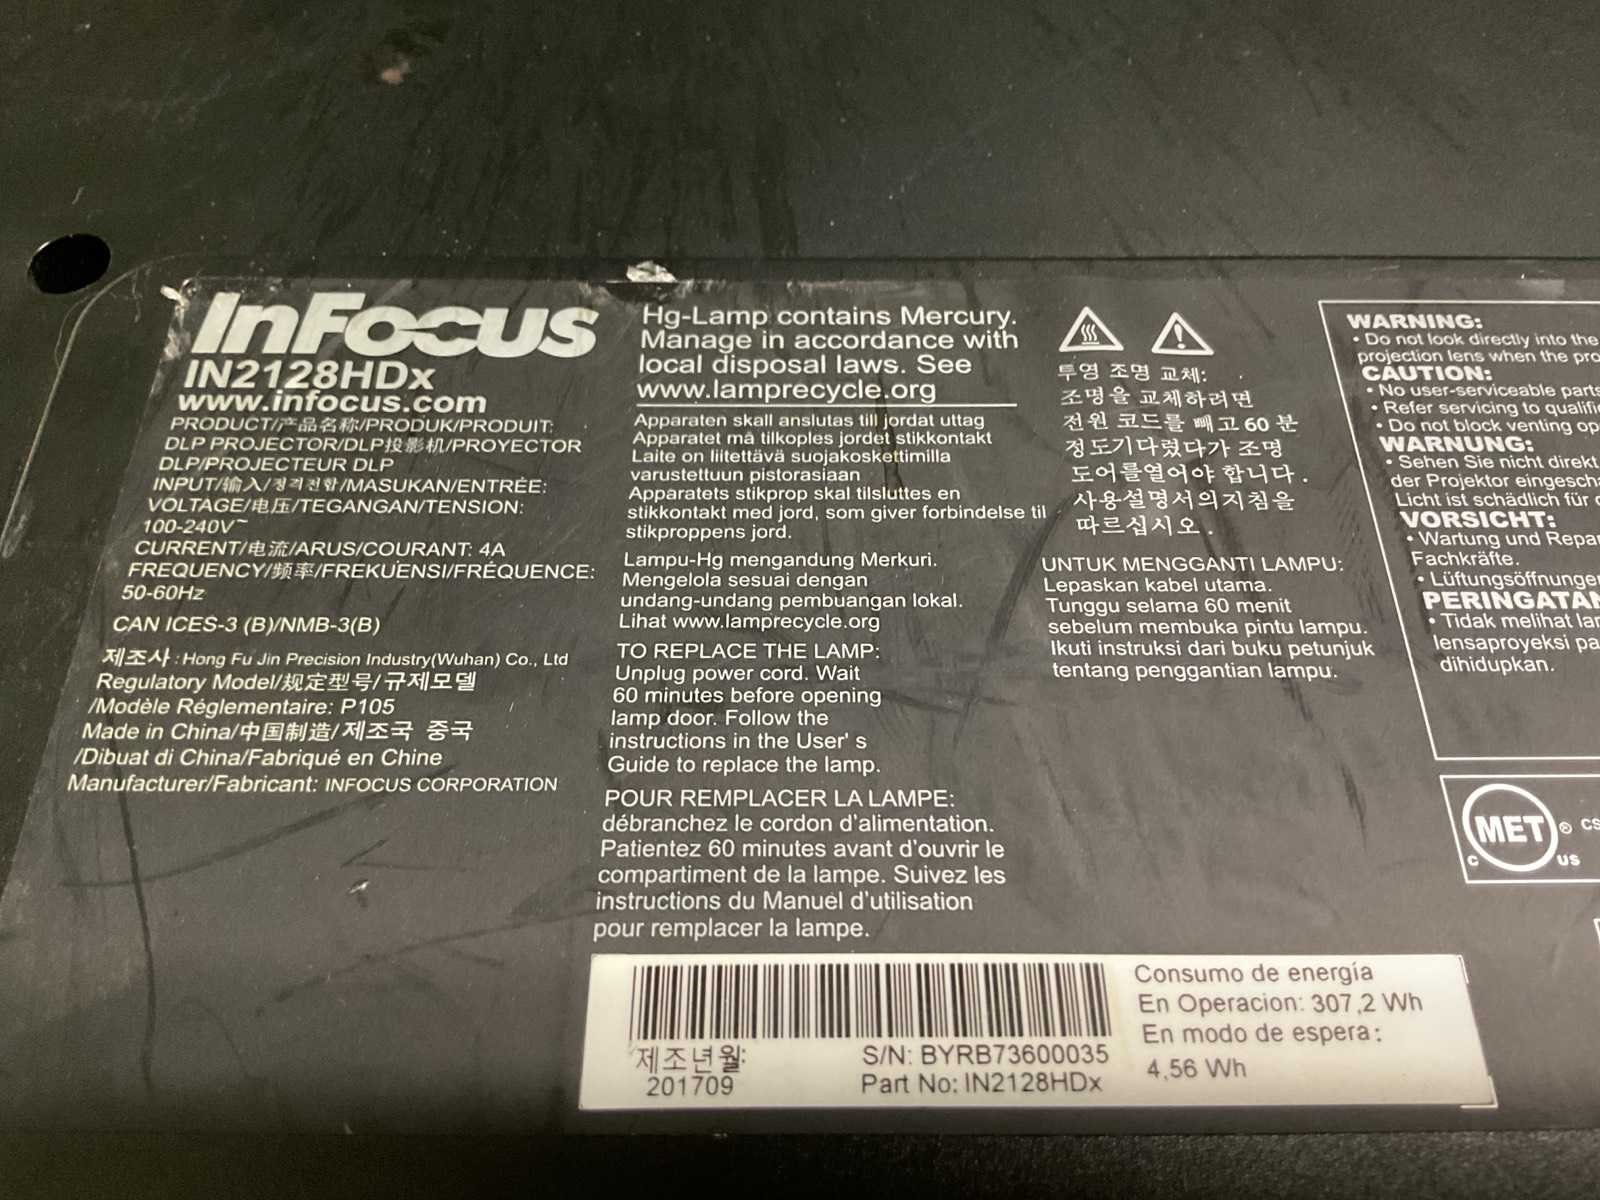 InFocus
IN2128HDx
www.infocus.com
PRODUCT/产品名称/PRODUK/PRODUIT:
DLP PROJECTOR/DLP投影机/PROYECTOR
DLP/PROJECTEUR DLP
INPUT/输入/정격전항/MASUKAN/ENTRÉE:
VOLTAGE/电压/TEGANGAN/TENSION:
100-240V~
CURRENT/电流/ARUS/COURANT: 4A
FREQUENCY/频率/FREKUENSI/FRÉQUENCE:
50-60Hz
CAN ICES-3 (B)/NMB-3(B)
제조사 : Hong Fu Jin Precision Industry(Wuhan) Co., Ltd
Regulatory Model/规定型号/규제모델
/Modèle Réglementaire: P105
Made in China/中国制造/제조국 중국
/Dibuat di China/Fabriqué en Chine
Manufacturer/Fabricant: INFOCUS CORPORATION
Hg-Lamp contains Mercury.
Manage in accordance with
local disposal laws. See
www.lamprecycle.org
Apparaten skall anslutas till jordat uttag
Apparatet må tilkoples jordet stikkontakt
Laite on liitettävä suojakoskettimilla
varustettuun pistorasiaan
Apparatets stikprop skal tilsluttes en
stikkontakt med jord, som giver forbindelse til
stikproppens jord.
Lampu-Hg mengandung Merkuri.
Mengelola sesuai dengan
undang-undang pembuangan lokal.
Lihat www.lamprecycle.org
TO REPLACE THE LAMP:
Unplug power cord. Wait
60 minutes before opening
lamp door. Follow the
instructions in the User' s
Guide to replace the lamp.
POUR REMPLACER LA LAMPE:
débranchez le cordon d'alimentation.
Patientez 60 minutes avant d'ouvrir le
compartiment de la lampe. Suivez les
instructions du Manuel d'utilisation
pour remplacer la lampe.
투영 조명 교체:
조명을 교체하려면
전원 코드를 빼고 60 분
정도기다렸다가 조명
도어를열어야 합니다.
사용설명서의지침을
따르십시오.
UNTUK MENGGANTI LAMPU:
Lepaskan kabel utama.
Tunggu selama 60 menit
sebelum membuka pintu lampu.
Ikuti instruksi dari buku petunjuk
tentang penggantian lampu.
WARNING:
• Do not look directly into the
projection lens when the pro
CAUTION:
• No user-serviceable parts
• Refer servicing to qualifi
• Do not block venting op
WARNUNG:
• Sehen Sie nicht direkt
der Projektor eingescha
Licht ist schädlich für
VORSICHT:
• Wartung und Repar
Fachkräfte.
• Lüftungsöffnunge
PERINGATAN
• Tidak melihat lan
lensaproyeksi pa
dihidupkan.
MET ® CS
C US
제조년월:
201709
S/N: BYRB73600035
Part No: IN2128HDx
Consumo de energía
En Operacion: 307,2 Wh
En modo de espera:
4,56 Wh